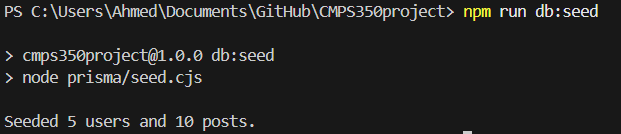 PS C:\Users\Ahmed\Documents\GitHub\CMPS350project> npm run db:seed
> cmps350project@1.0.0 db:seed
> node prisma/seed.cjs
Seeded 5 users and 10 posts.